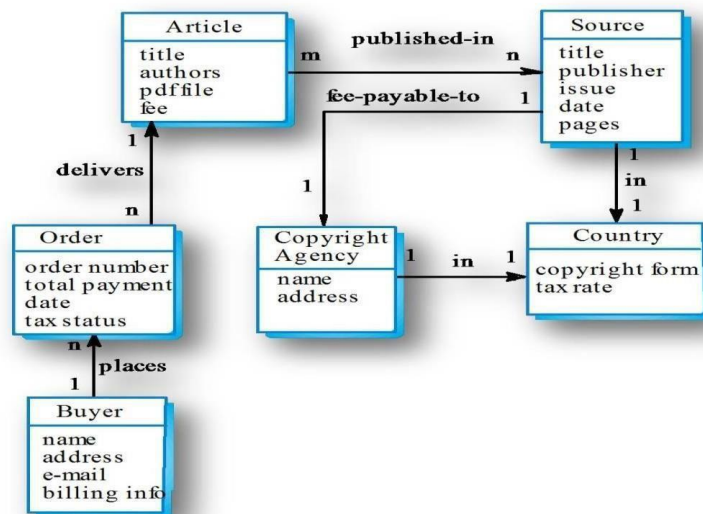 Article
title
authors
pdf file
fee
m
published-in
n
Source
title
publisher
issue
date
pages
fee-payable-to
1
1
1
delivers
n
1
in
1
Order
order number
total payment
date
tax status
Copyright
Agency
name
address
1
in
1
Country
copyright form
tax rate
n
places
1
Buyer
name
address
e-mail
billing info